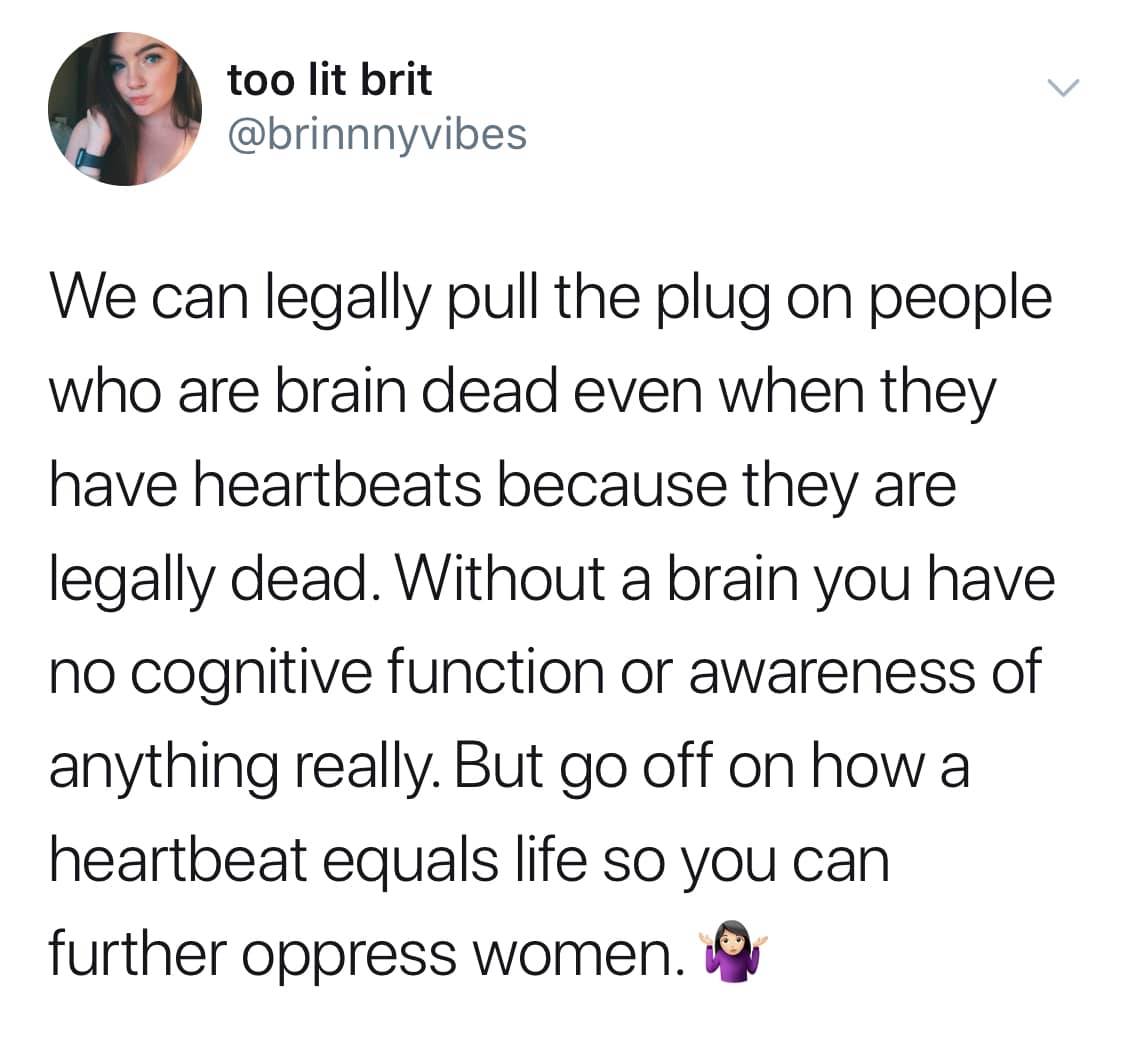 too lit brit
@brinnnyvibes
We can legally pull the plug on people
who are brain dead even when they
have heartbeats because they are
legally dead. Without a brain you have
no cognitive function or awareness of
anything really. But go off on how a
heartbeat equals life so you can
further oppress women. 🤷🏻‍♀️